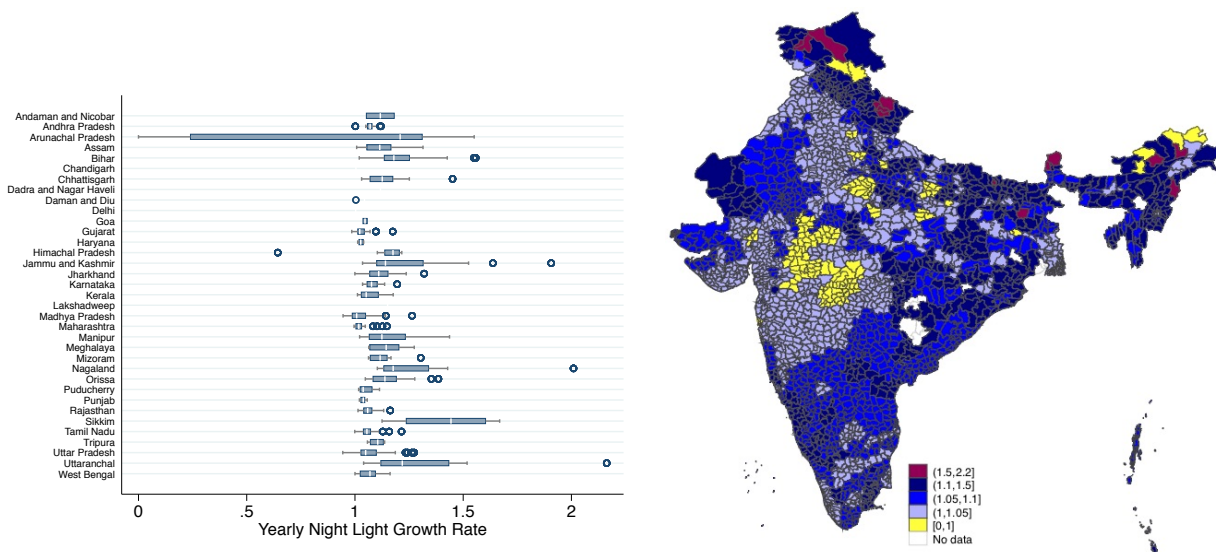 Andaman and Nicobar
Andhra Pradesh
Arunachal Pradesh
Assam
Bihar
Chandigarh
Chhattisgarh
Dadra and Nagar Haveli
Daman and Diu
Delhi
Goa
Gujarat
Haryana
Himachal Pradesh
Jammu and Kashmir
Jharkhand
Karnataka
Kerala
Lakshadweep
Madhya Pradesh
Maharashtra
Manipur
Meghalaya
Mizoram
Nagaland
Orissa
Puducherry
Punjab
Rajasthan
Sikkim
Tamil Nadu
Tripura
Uttar Pradesh
Uttaranchal
West Bengal
0 .5 1 1.5 2
Yearly Night Light Growth Rate
(1.5,2.2]
(1.1,1.5]
(1.05,1.1]
(1,1.05]
[0,1]
No data